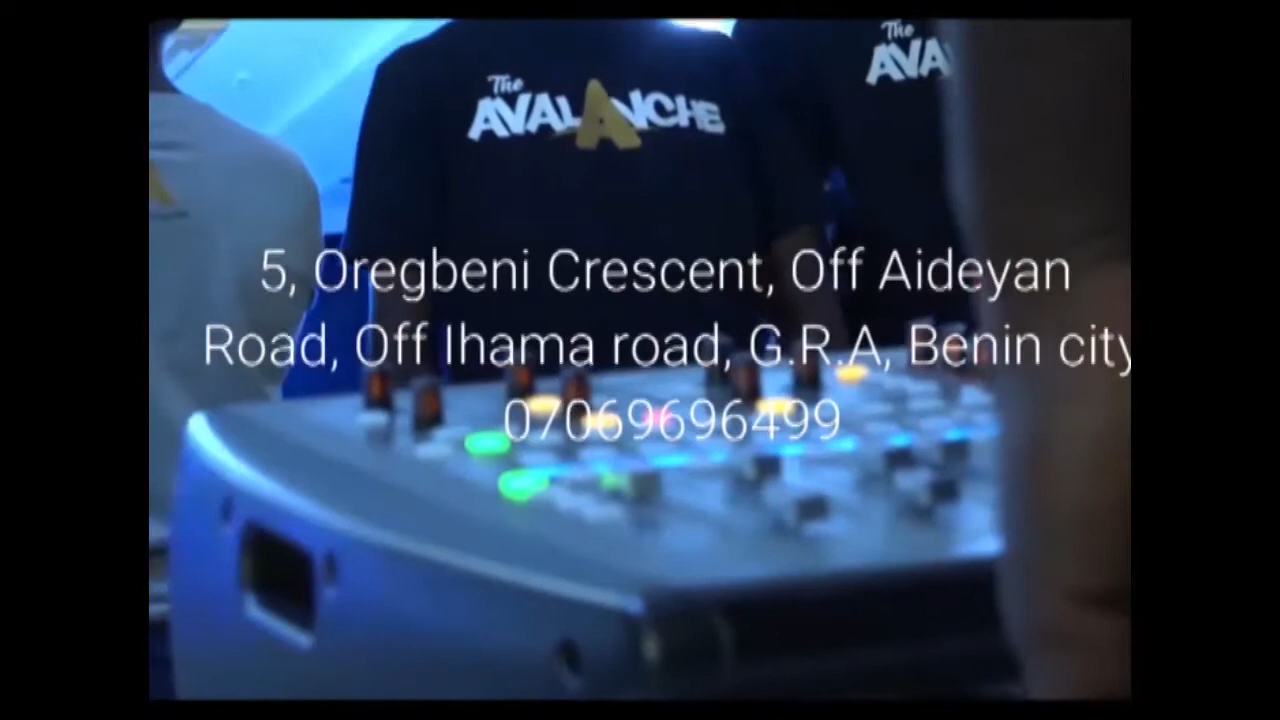 The
AVALANCHE
The
AVA
5, Oregbeni Crescent, Off Aideyan
Road, Off Ihama road, G.R.A, Benin city
07069696499